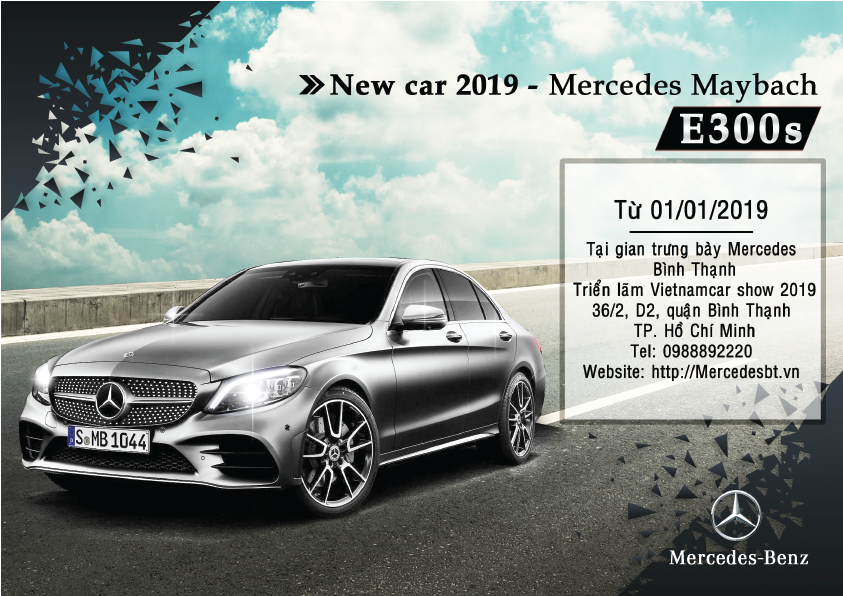 New car 2019 - Mercedes Maybach
E300s
Từ 01/01/2019
Tại gian trưng bày Mercedes
Bình Thạnh
Triển lãm Vietnamcar show 2019
36/2, D2, quận Bình Thạnh
TP. Hồ Chí Minh
Tel: 0988892220
Website: http://Mercedesbt.vn
S MB 1044
Mercedes-Benz